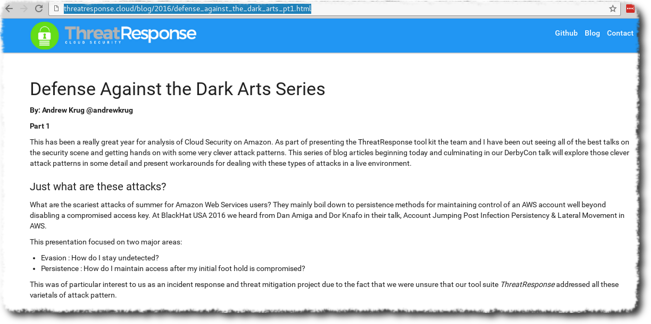 threatresponse.cloud/blog/2016/defense_against_the_dark_arts_pt1.html
ThreatResponse
CLOUD SECURITY
Github Blog Contact
Defense Against the Dark Arts Series
By: Andrew Krug @andrewkrug
Part 1
This has been a really great year for analysis of Cloud Security on Amazon. As part of presenting the ThreatResponse tool kit the team and I have been out seeing all of the best talks on
the security scene and getting hands on with some very clever attack patterns. This series of blog articles beginning today and culminating in our DerbyCon talk will explore those clever
attack patterns in some detail and present workarounds for dealing with these types of attacks in a live environment.
Just what are these attacks?
What are the scariest attacks of summer for Amazon Web Services users? They mainly boil down to persistence methods for maintaining control of an AWS account well beyond
disabling a compromised access key. At BlackHat USA 2016 we heard from Dan Amiga and Dor Knafo in their talk, Account Jumping Post Infection Persistency & Lateral Movement in
AWS.
This presentation focused on two major areas:
• Evasion : How do I stay undetected?
• Persistence : How do I maintain access after my initial foot hold is compromised?
This was of particular interest to us as an incident response and threat mitigation project due to the fact that we were unsure that our tool suite ThreatResponse addressed all these
varietals of attack pattern.